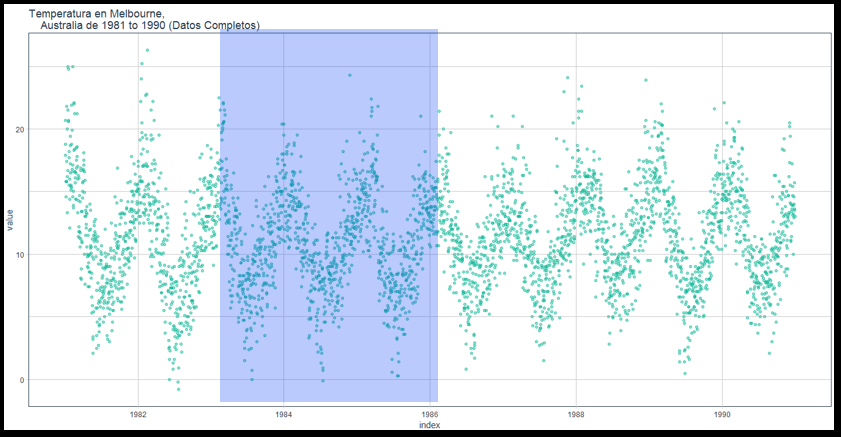 Temperatura en Melbourne,
Australia de 1981 to 1990 (Datos Completos)
value
20
10
0
1982
1984
1986
1988
1990
index